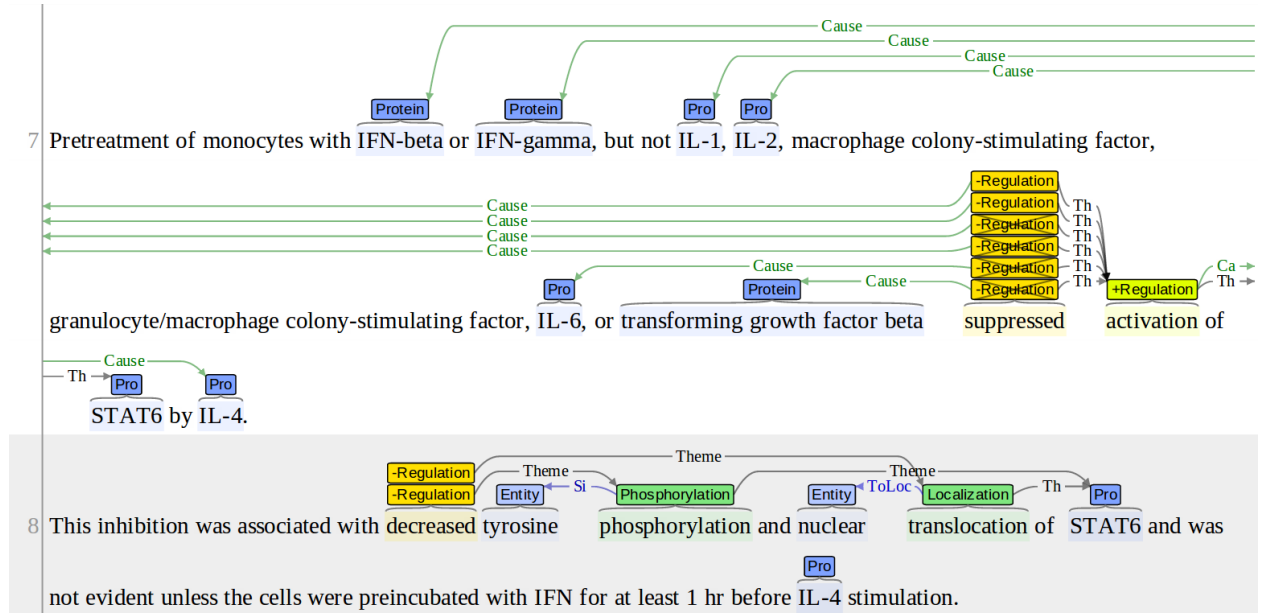 Cause
Cause
Cause
Cause
Protein Protein Pro Pro
7 Pretreatment of monocytes with IFN-beta or IFN-gamma, but not IL-1, IL-2, macrophage colony-stimulating factor,
-Regulation
Cause -Regulation Th
Cause -Regulation Th
Cause -Regulation Th
Cause Th
Cause -Regulation Th Ca
Pro Protein Cause -Regulation Th +Regulation Th
granulocyte/macrophage colony-stimulating factor, IL-6, or transforming growth factor beta suppressed activation of
Cause
Th Pro Pro
STAT6 by IL-4.
Theme
-Regulation Theme Theme
-Regulation Entity Si Phosphorylation Entity ToLoc Localization Th Pro
8 This inhibition was associated with decreased tyrosine phosphorylation and nuclear translocation of STAT6 and was
Pro
not evident unless the cells were preincubated with IFN for at least 1 hr before IL-4 stimulation.